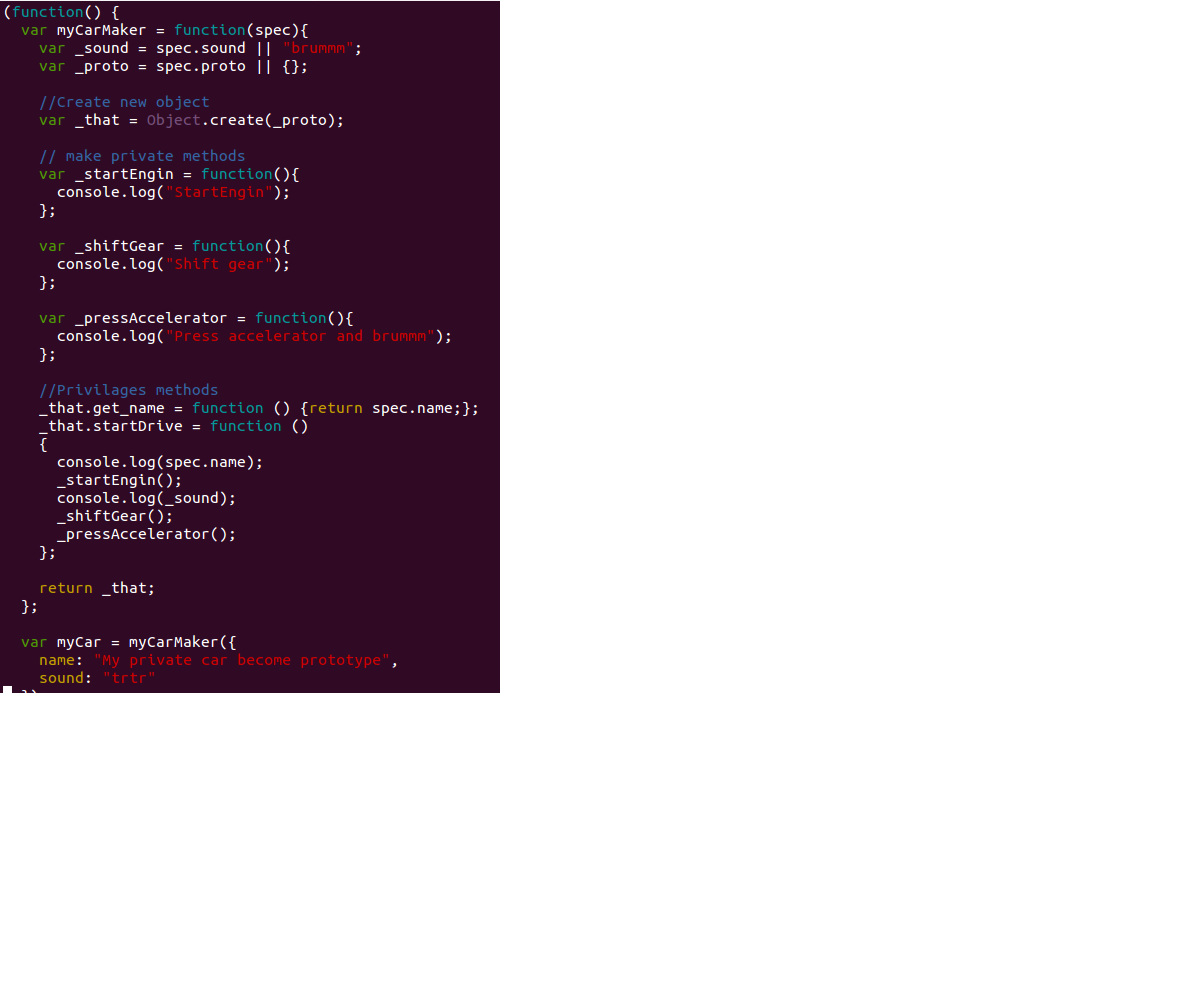 (function() {
  var myCarMaker = function(spec){
    var _sound = spec.sound || "brummm";
    var _proto = spec.proto || {};

    //Create new object
    var _that = Object.create(_proto);

    // make private methods
    var _startEngin = function(){
      console.log("StartEngin");
    };

    var _shiftGear = function(){
      console.log("Shift gear");
    };

    var _pressAccelerator = function(){
      console.log("Press accelerator and brummm");
    };

    //Privilages methods
    _that.get_name = function () {return spec.name;};
    _that.startDrive = function ()
    {
      console.log(spec.name);
      _startEngin();
      console.log(_sound);
      _shiftGear();
      _pressAccelerator();
    };

    return _that;
  };

  var myCar = myCarMaker({
    name: "My private car become prototype",
    sound: "trtr"